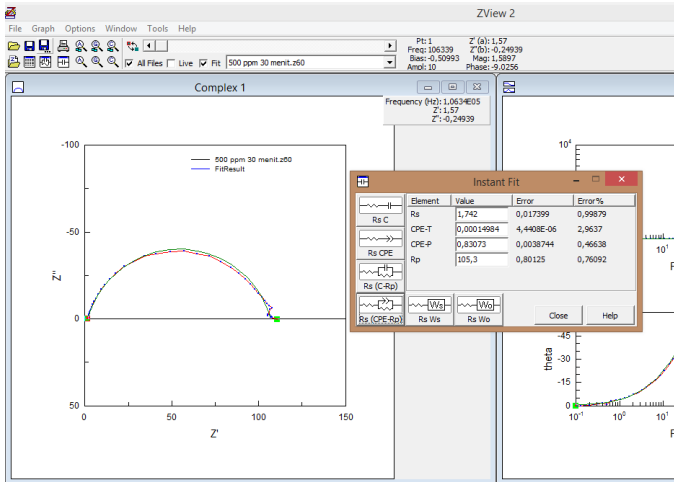 ZView 2
File Graph Options Window Tools Help
Pt: 1
Freq: 106339
Bias: -0,50993
Ampl: 10
Z' (a): 1,57
Z"(b): -0,24939
Mag: 1,5897
Phase: -9.0256
All Files Live Fit 500 ppm 30 menit.z60
Complex 1
Frequency (Hz): 1,0634E05
Z': 1,57
Z": -0,24939
500 ppm 30 menit.z60
FitResult
-100
-50
0
50
Z''
0 50 100 150
Z'
Instant Fit
Rs C
Rs CPE
Rs (C-Rp)
Rs (CPE-Rp)
Rs Ws
Rs Wo
Element Value Error Error%
Rs 1,742 0,017399 0,99879
CPE-T 0,00014984 4,4408E-06 2,9637
CPE-P 0,83073 0,0038744 0,46638
Rp 105,3 0,80125 0,76092
Close
Help
10^4
10^1
F
-45
-30
-15
0
theta
10^-1 10^0 10^1
F